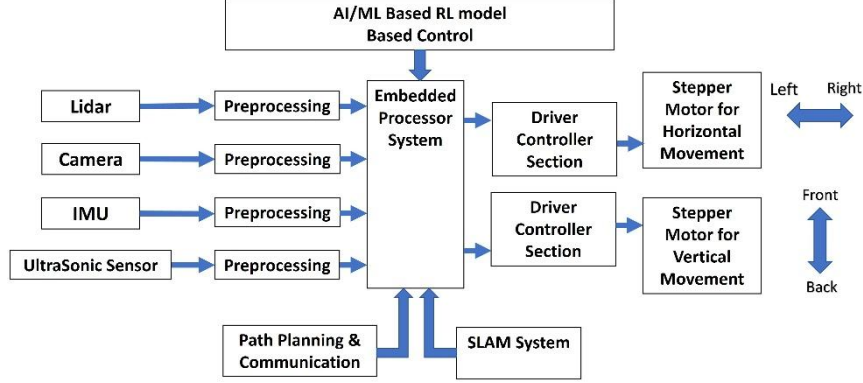 AI/ML Based RL model
Based Control
Lidar
Preprocessing
Camera
Preprocessing
IMU
Preprocessing
UltraSonic Sensor
Preprocessing
Embedded
Processor
System
Driver
Controller
Section
Stepper
Motor for
Horizontal
Movement
Left
Right
Driver
Controller
Section
Stepper
Motor for
Vertical
Movement
Front
Back
Path Planning &
Communication
SLAM System